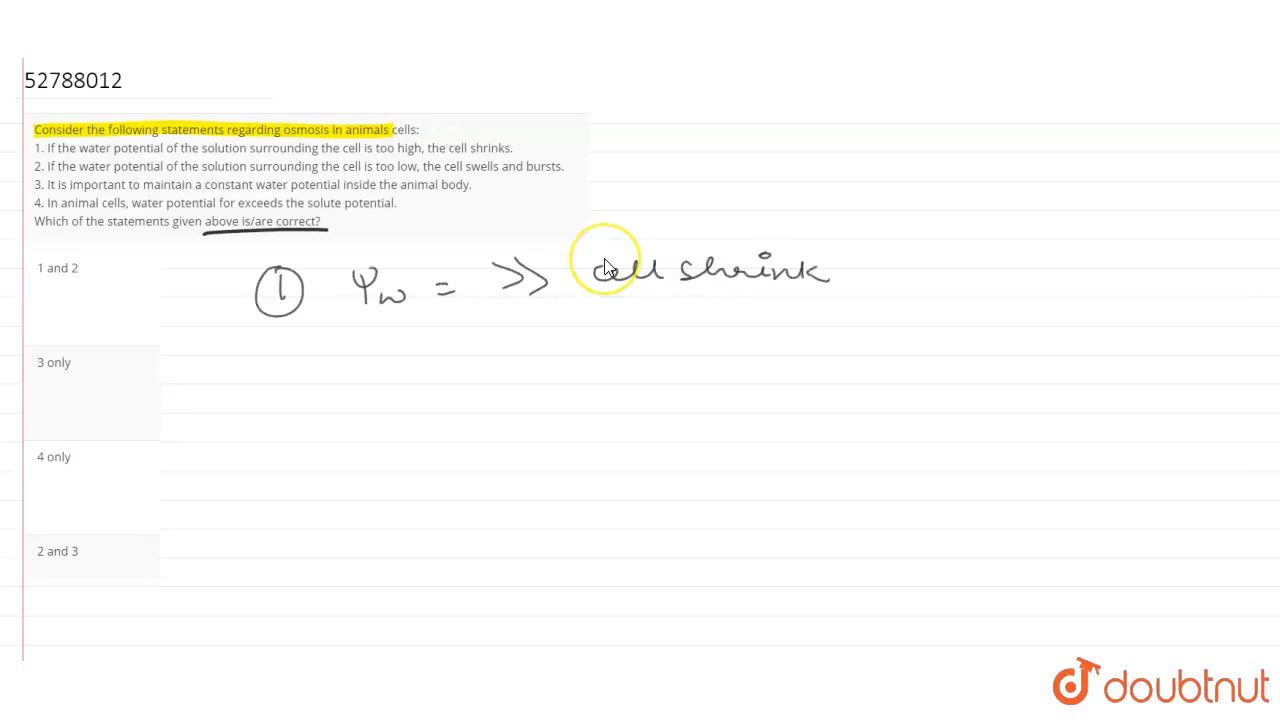 52788012
Consider the following statements regarding osmosis in animals cells:
1. If the water potential of the solution surrounding the cell is too high, the cell shrinks.
2. If the water potential of the solution surrounding the cell is too low, the cell swells and bursts.
3. It is important to maintain a constant water potential inside the animal body.
4. In animal cells, water potential for exceeds the solute potential.
Which of the statements given above is/are correct?
1 and 2
① Ψw = >> cell shrink
3 only
4 only
2 and 3
doubtnut